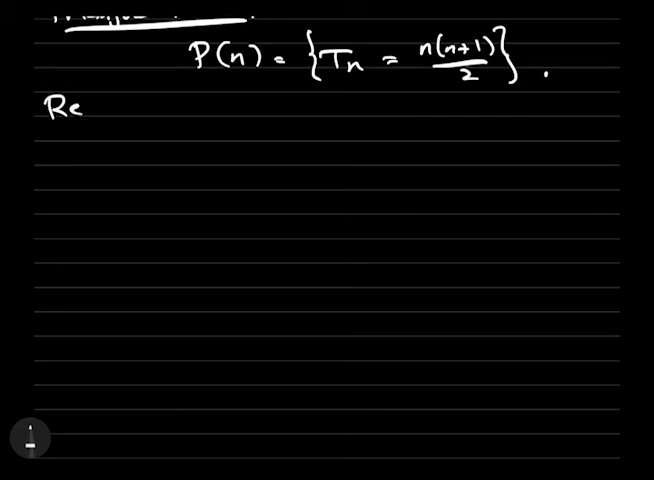 P(n) = {Tn = n(n+1)/2}.
Re